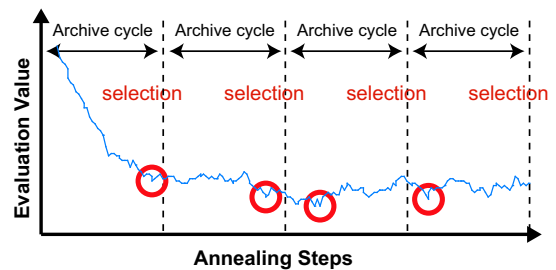 Archive cycle Archive cycle Archive cycle Archive cycle
selection selection selection selection
Evaluation Value
Annealing Steps